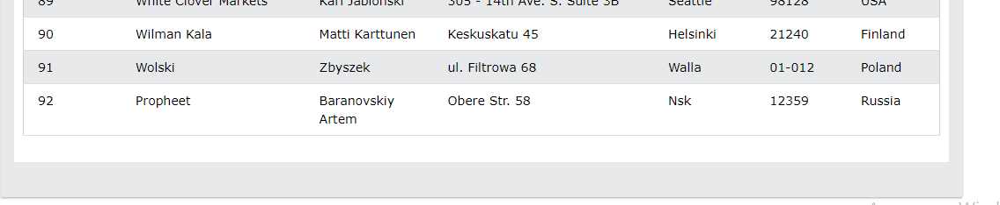 89 White Clover Markets Karl Jablonski 305 - 14th Ave. S. Suite 3B Seattle 98128 USA
90 Wilman Kala Matti Karttunen Keskuskatu 45 Helsinki 21240 Finland
91 Wolski Zbyszek ul. Filtrowa 68 Walla 01-012 Poland
92 Propheet Baranovskiy Obere Str. 58 Nsk 12359 Russia
Artem